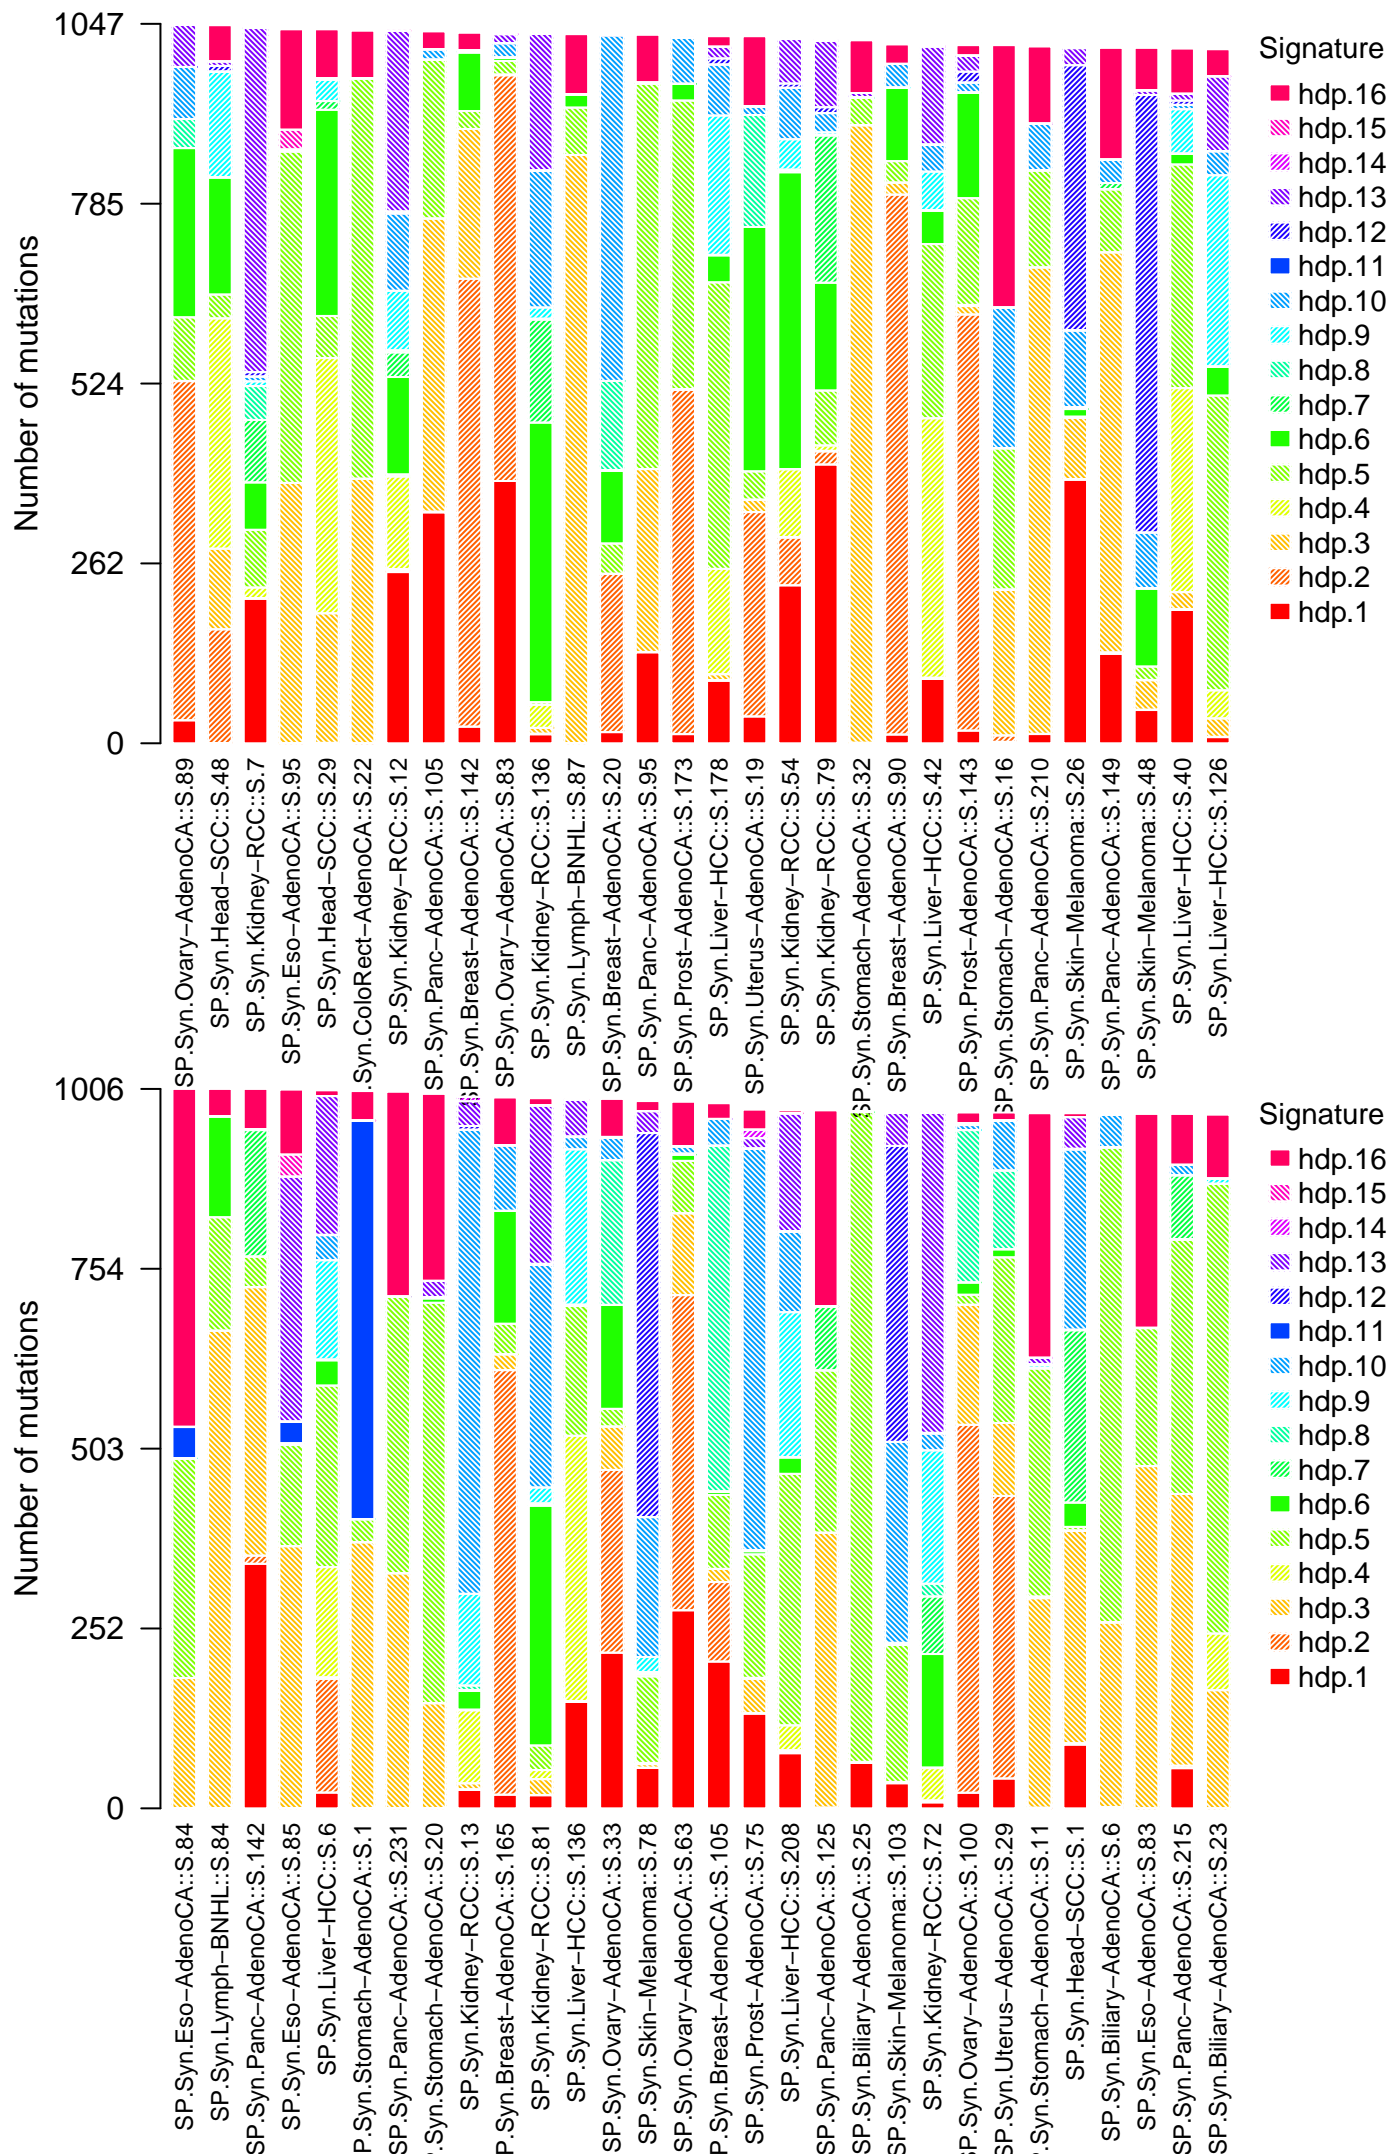 Number of mutations
1047
785
524
262
0
Signature
hdp.16
hdp.15
hdp.14
hdp.13
hdp.12
hdp.11
hdp.10
hdp.9
hdp.8
hdp.7
hdp.6
hdp.5
hdp.4
hdp.3
hdp.2
hdp.1
SP.Syn.Ovary−AdenoCA::S.89
SP.Syn.Head−SCC::S.48
SP.Syn.Kidney−RCC::S.7
SP.Syn.Eso−AdenoCA::S.95
SP.Syn.Head−SCC::S.29
.Syn.ColoRect−AdenoCA::S.22
SP.Syn.Kidney−RCC::S.12
SP.Syn.Panc−AdenoCA::S.105
SP.Syn.Breast−AdenoCA::S.142
SP.Syn.Ovary−AdenoCA::S.83
SP.Syn.Kidney−RCC::S.136
SP.Syn.Lymph−BNHL::S.87
SP.Syn.Breast−AdenoCA::S.20
SP.Syn.Panc−AdenoCA::S.95
SP.Syn.Prost−AdenoCA::S.173
SP.Syn.Liver−HCC::S.178
SP.Syn.Uterus−AdenoCA::S.19
SP.Syn.Kidney−RCC::S.54
SP.Syn.Kidney−RCC::S.79
SP.Syn.Stomach−AdenoCA::S.32
SP.Syn.Breast−AdenoCA::S.90
SP.Syn.Liver−HCC::S.42
SP.Syn.Prost−AdenoCA::S.143
SP.Syn.Stomach−AdenoCA::S.16
SP.Syn.Panc−AdenoCA::S.210
SP.Syn.Skin−Melanoma::S.26
SP.Syn.Panc−AdenoCA::S.149
SP.Syn.Skin−Melanoma::S.48
SP.Syn.Liver−HCC::S.40
SP.Syn.Liver−HCC::S.126
Number of mutations
1006
754
503
252
0
Signature
hdp.16
hdp.15
hdp.14
hdp.13
hdp.12
hdp.11
hdp.10
hdp.9
hdp.8
hdp.7
hdp.6
hdp.5
hdp.4
hdp.3
hdp.2
hdp.1
SP.Syn.Eso−AdenoCA::S.84
SP.Syn.Lymph−BNHL::S.84
SP.Syn.Panc−AdenoCA::S.142
SP.Syn.Eso−AdenoCA::S.85
SP.Syn.Liver−HCC::S.6
SP.Syn.Stomach−AdenoCA::S.1
SP.Syn.Panc−AdenoCA::S.231
P.Syn.Stomach−AdenoCA::S.20
SP.Syn.Kidney−RCC::S.13
SP.Syn.Breast−AdenoCA::S.165
SP.Syn.Kidney−RCC::S.81
SP.Syn.Liver−HCC::S.136
SP.Syn.Ovary−AdenoCA::S.33
SP.Syn.Skin−Melanoma::S.78
SP.Syn.Ovary−AdenoCA::S.63
SP.Syn.Breast−AdenoCA::S.105
SP.Syn.Prost−AdenoCA::S.75
SP.Syn.Liver−HCC::S.208
SP.Syn.Panc−AdenoCA::S.125
SP.Syn.Biliary−AdenoCA::S.25
SP.Syn.Skin−Melanoma::S.103
SP.Syn.Kidney−RCC::S.72
SP.Syn.Ovary−AdenoCA::S.100
SP.Syn.Uterus−AdenoCA::S.29
SP.Syn.Stomach−AdenoCA::S.11
SP.Syn.Head−SCC::S.1
SP.Syn.Biliary−AdenoCA::S.6
SP.Syn.Eso−AdenoCA::S.83
SP.Syn.Panc−AdenoCA::S.215
SP.Syn.Biliary−AdenoCA::S.23